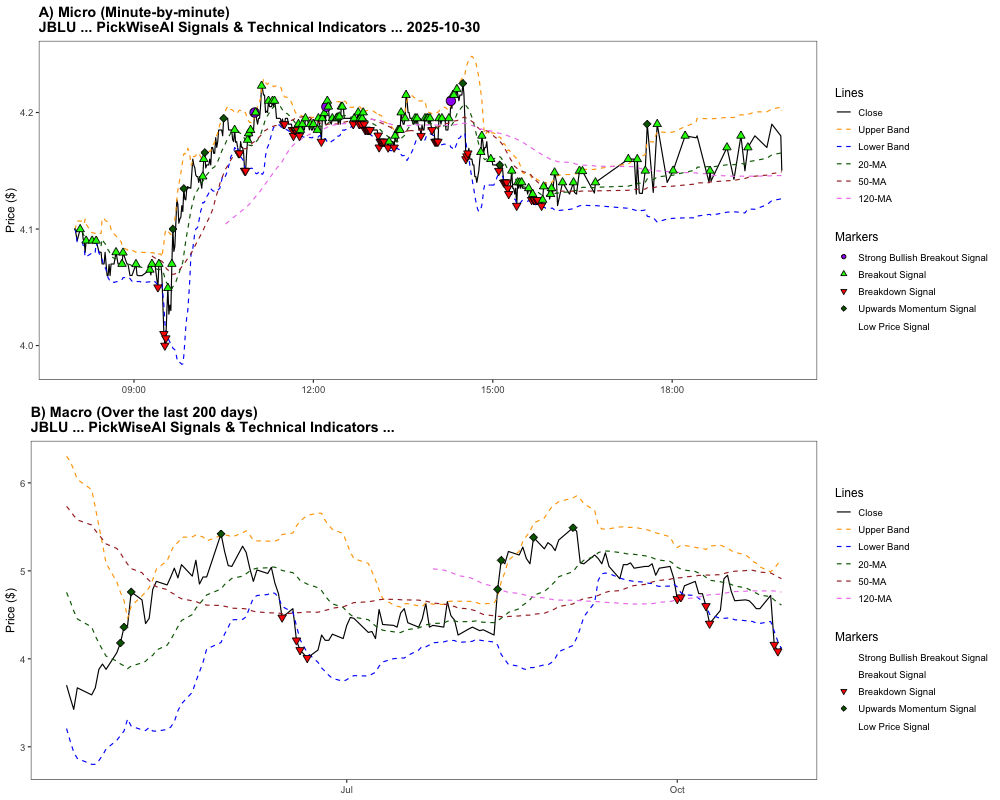 A) Micro (Minute-by-minute)
JBLU ... PickWiseAI Signals & Technical Indicators ... 2025-10-30
Price ($)
4.2
4.1
4.0
09:00
12:00
15:00
18:00
Lines
Close
Upper Band
Lower Band
20-MA
50-MA
120-MA
Markers
Strong Bullish Breakout Signal
Breakout Signal
Breakdown Signal
Upwards Momentum Signal
Low Price Signal
B) Macro (Over the last 200 days)
JBLU ... PickWiseAI Signals & Technical Indicators ...
Price ($)
6
5
4
3
Jul
Oct
Lines
Close
Upper Band
Lower Band
20-MA
50-MA
120-MA
Markers
Strong Bullish Breakout Signal
Breakout Signal
Breakdown Signal
Upwards Momentum Signal
Low Price Signal